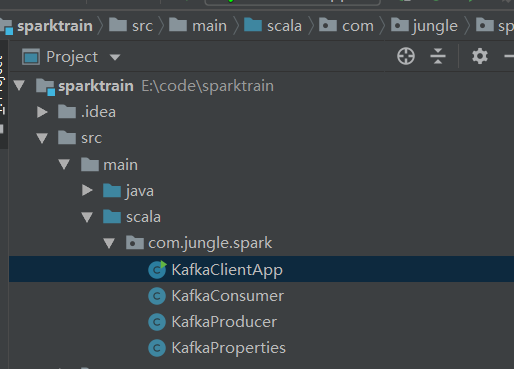 sparktrain src main scala com jungle sp
Project
sparktrain E:\code\sparktrain
.idea
src
main
java
scala
com.jungle.spark
KafkaClientApp
KafkaConsumer
KafkaProducer
KafkaProperties